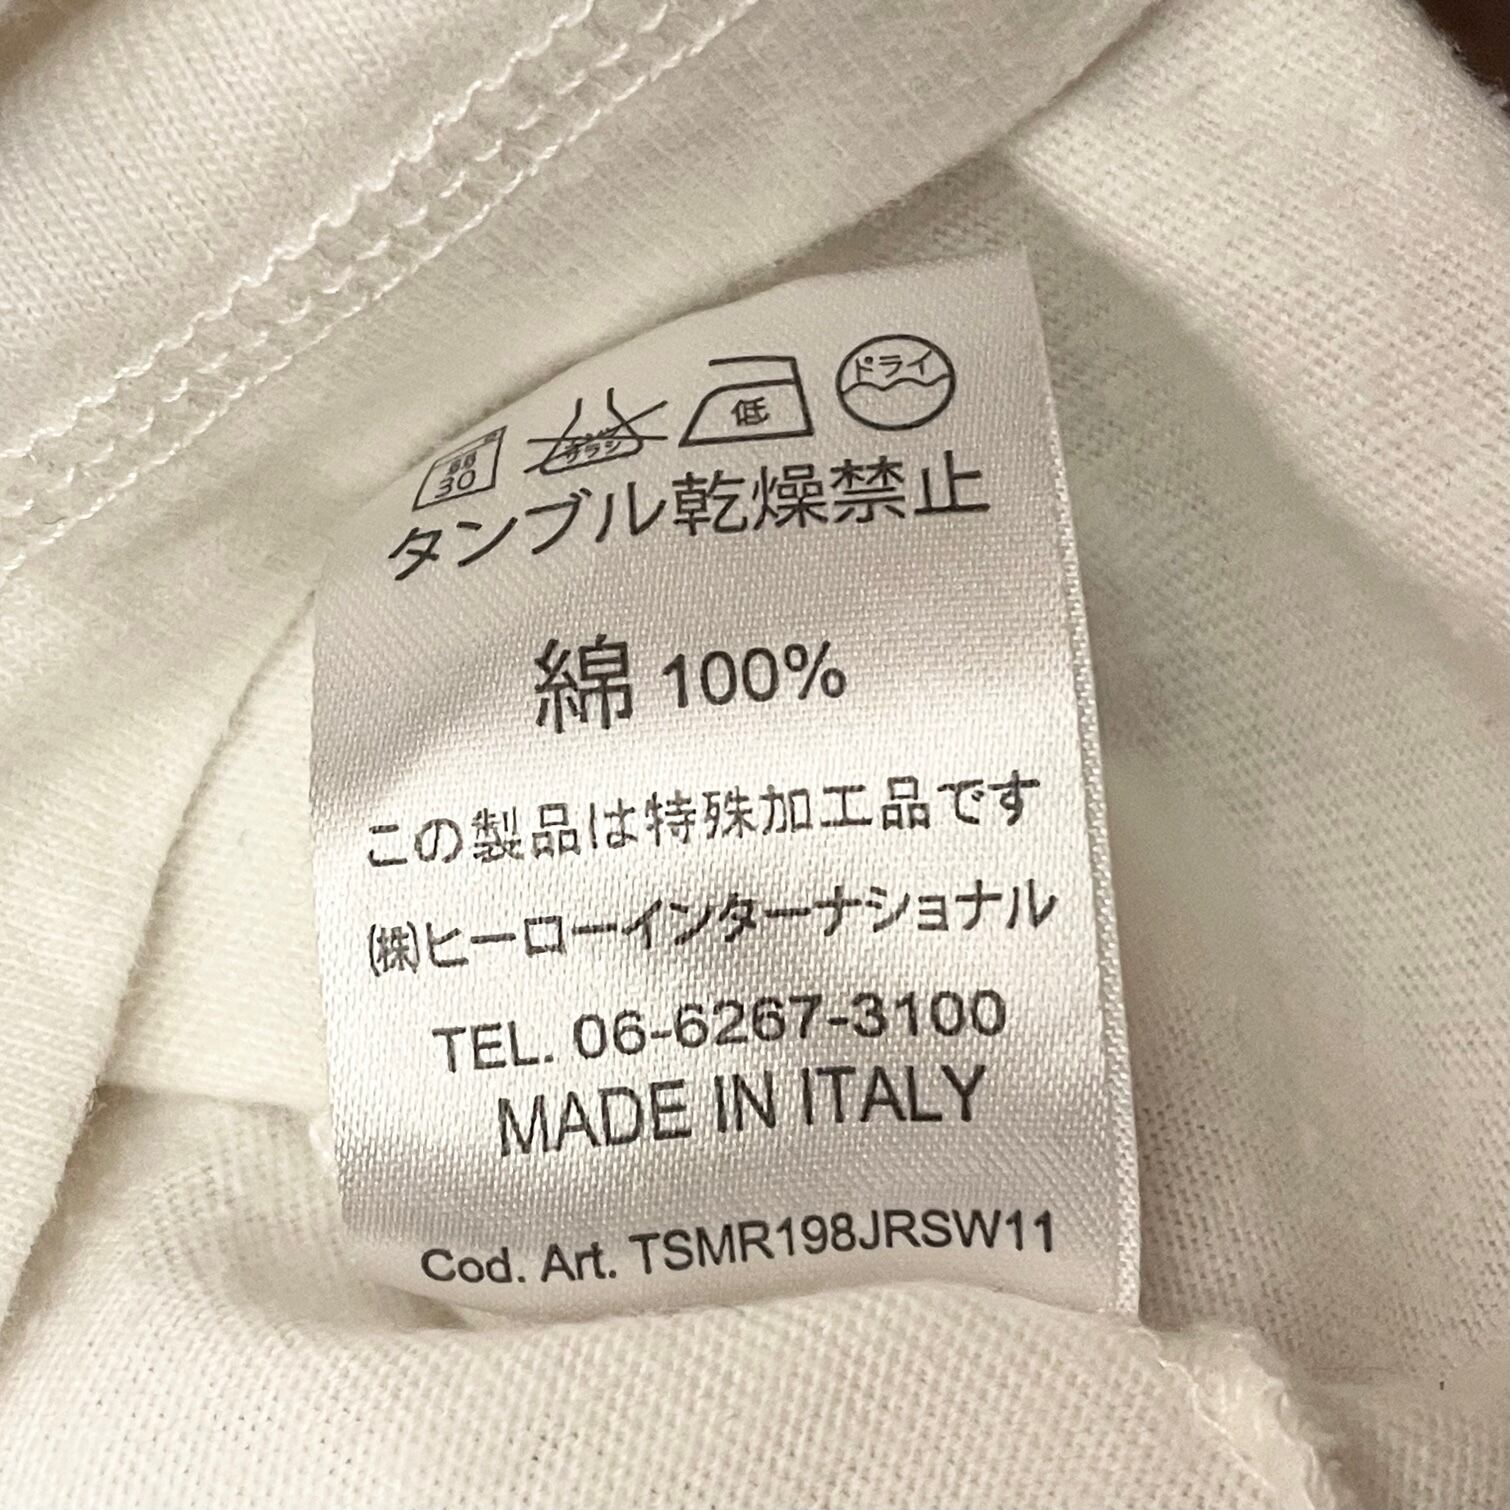 30
低
ドライ
タンブル乾燥禁止
綿 100%
この製品は特殊加工品です
(株)ヒーローインターナショナル
TEL. 06-6267-3100
MADE IN ITALY
Cod. Art. TSMR198JRSW11